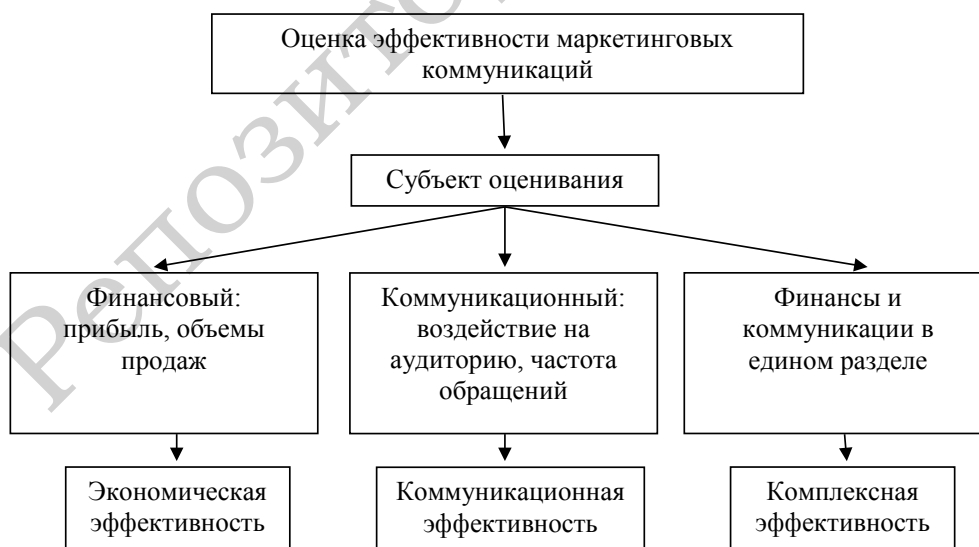 Оценка эффективности маркетинговых
коммуникаций
Субъект оценивания
Финансовый:
прибыль, объемы
продаж
Коммуникационный:
воздействие на
аудиторию, частота
обращений
Финансы и
коммуникации в
едином разделе
Экономическая
эффективность
Коммуникационная
эффективность
Комплексная
эффективность